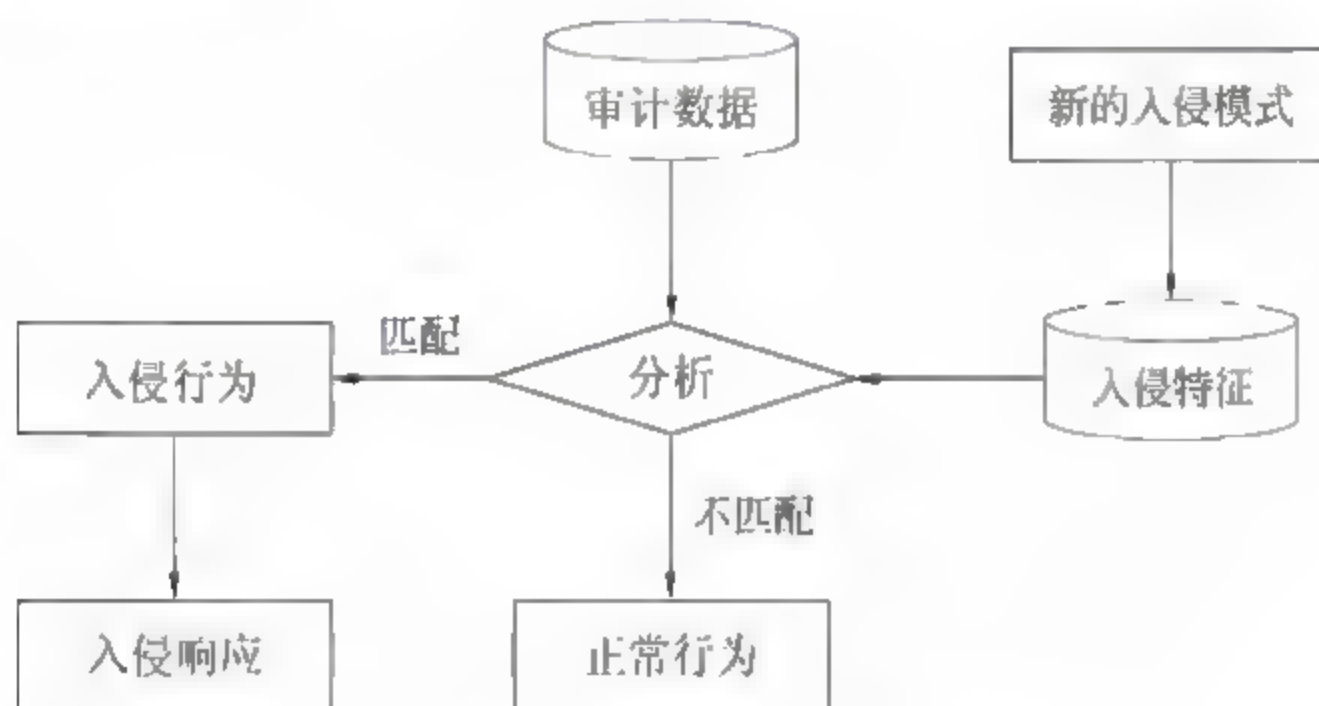 审计数据
新的入侵模式
匹配
入侵行为
分析
入侵特征
不匹配
入侵响应
正常行为